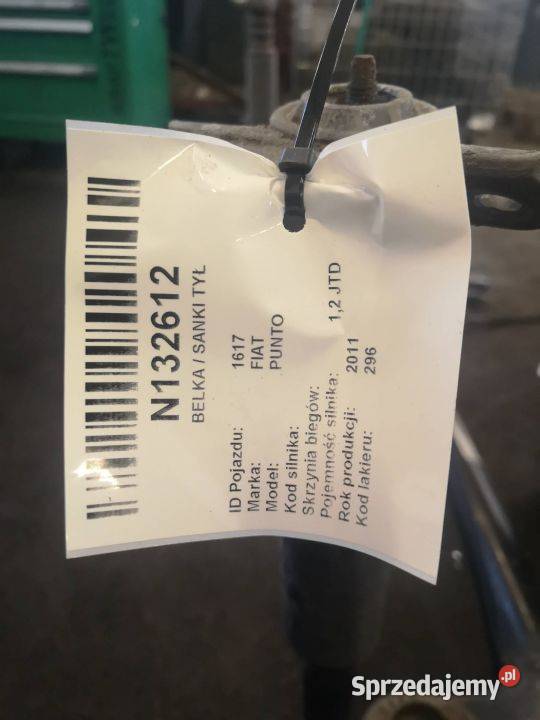 N132612
BELKA / SANKI TYŁ
ID Pojazdu: 1617
Marka: FIAT
Model: PUNTO
Kod silnika:
Skrzynia biegów:
Pojemność silnika: 1,2 JTD
Rok produkcji: 2011
Kod lakieru: 296
Sprzedajemy.pl